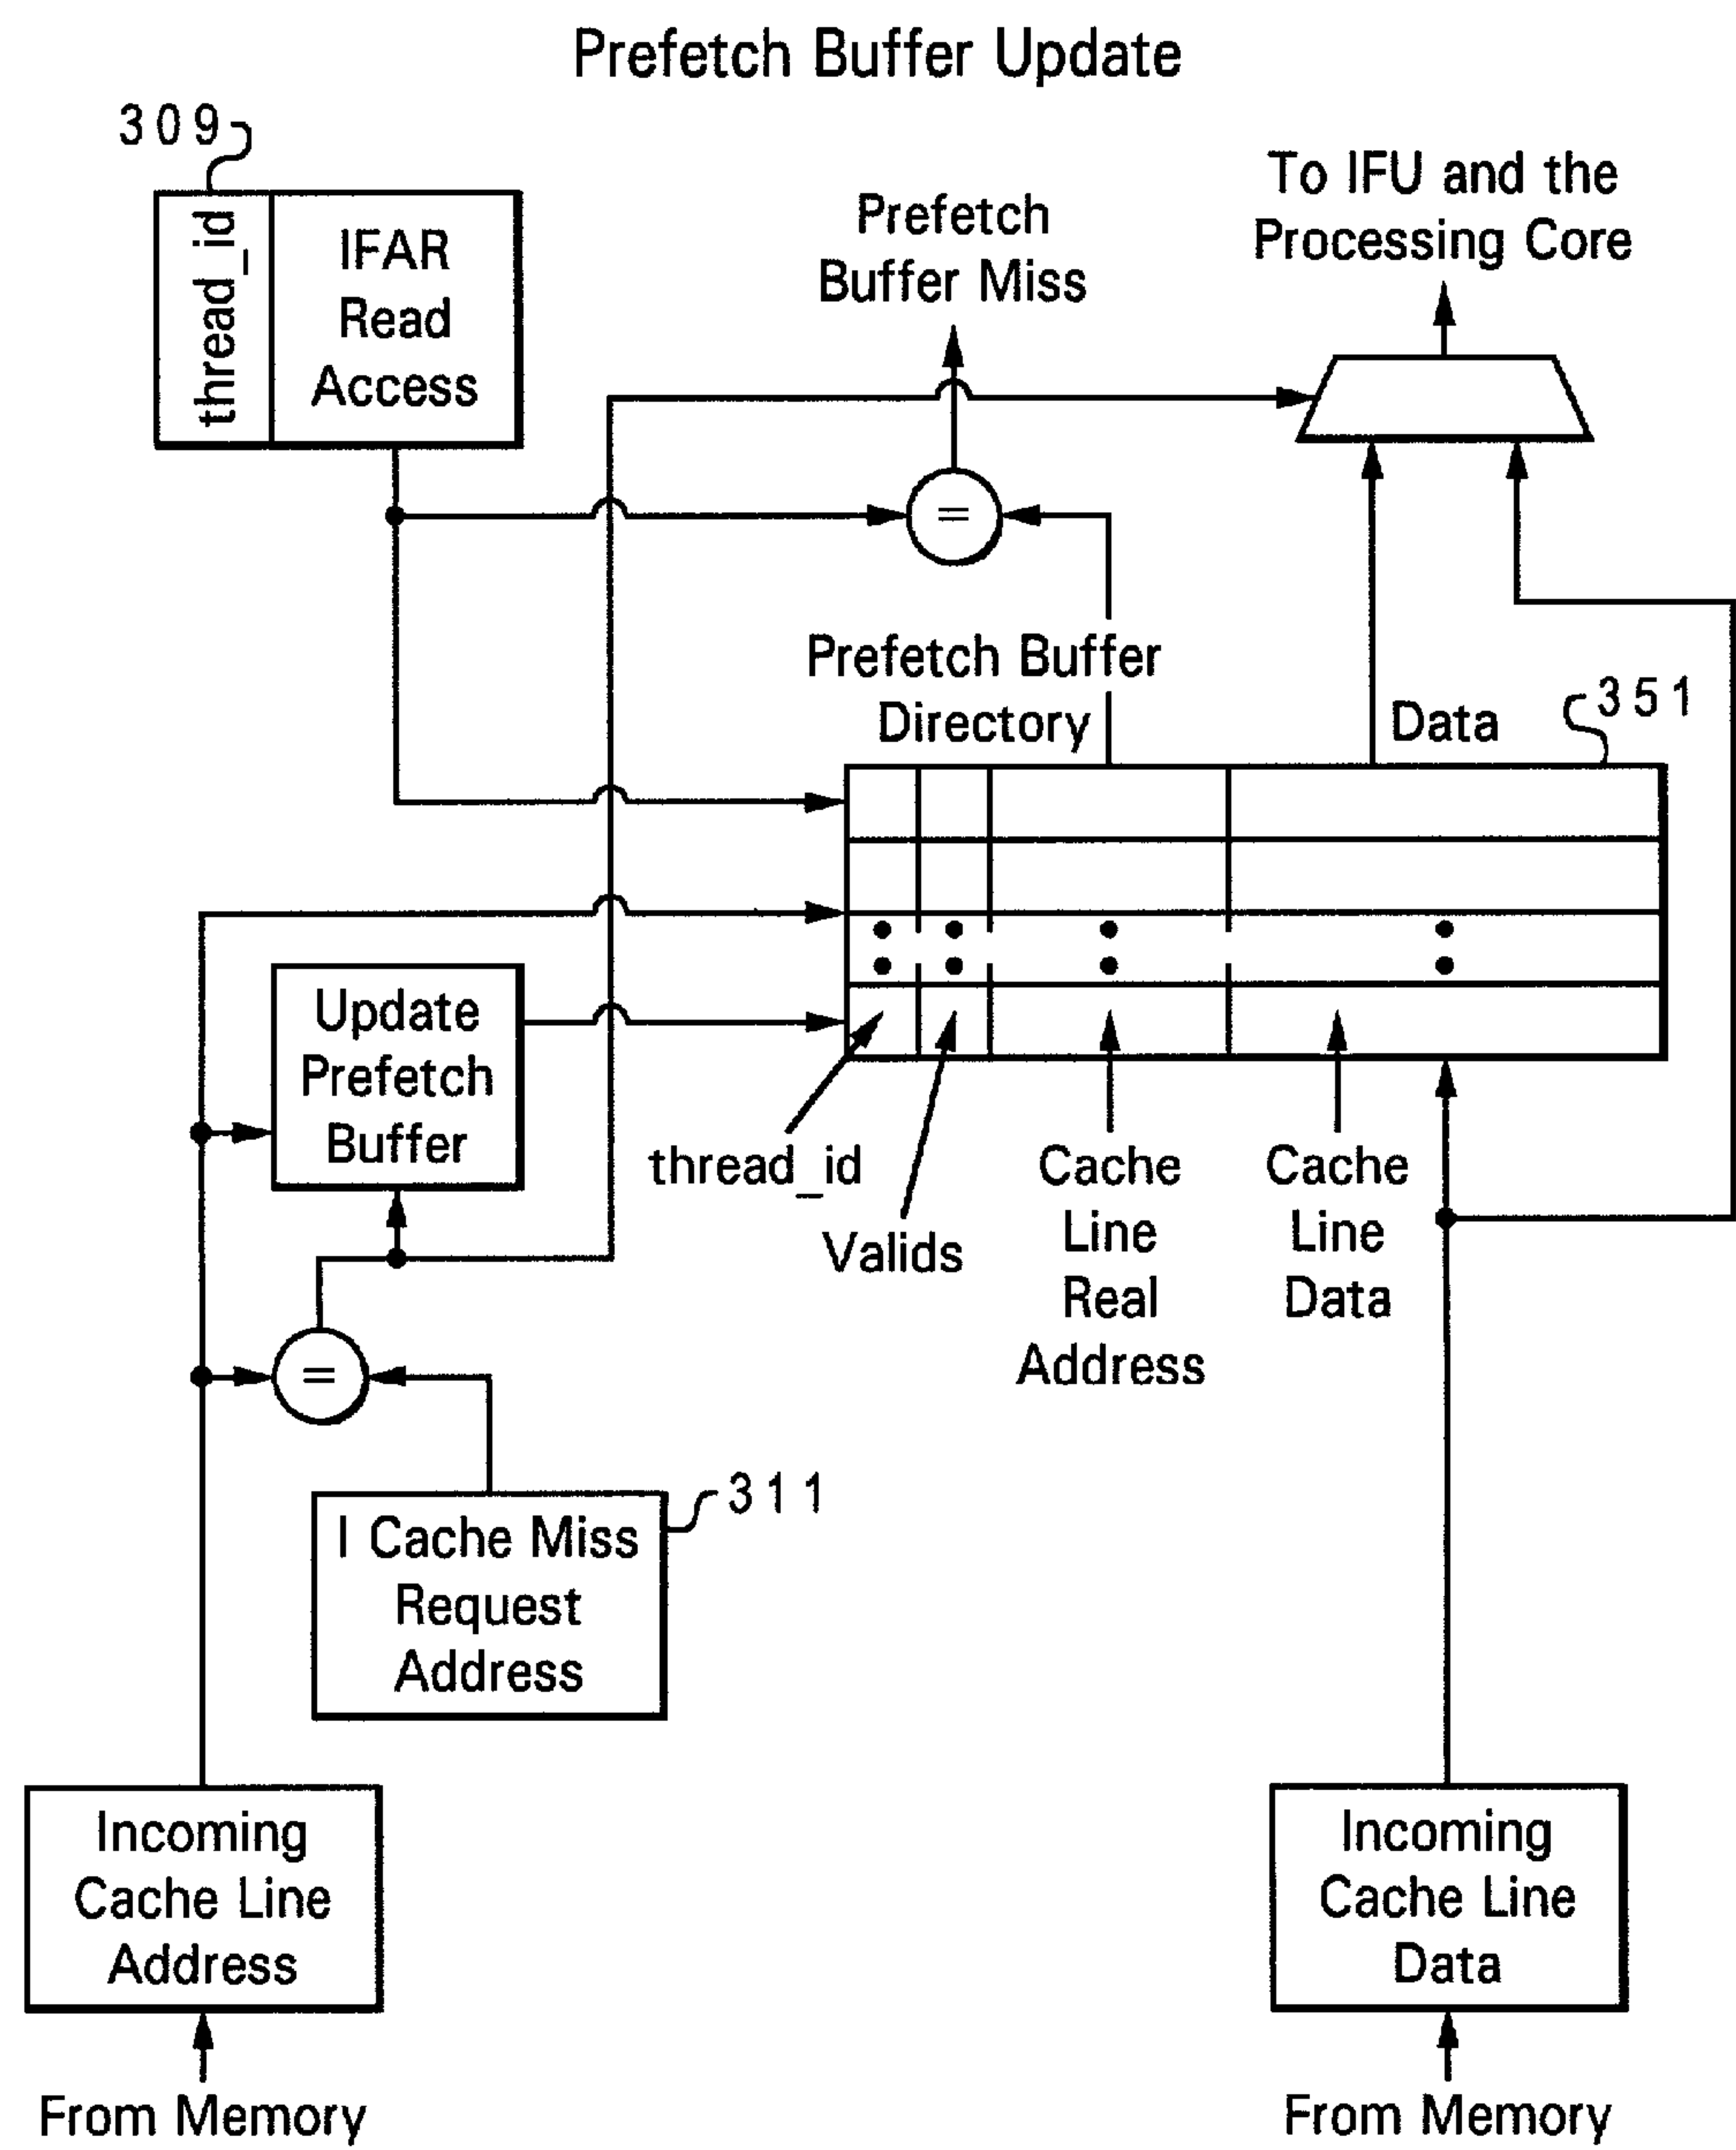 Prefetch Buffer Update
309
thread_id
IFAR
Read
Access
Prefetch
Buffer Miss
To IFU and the
Processing Core
=
Prefetch Buffer
Directory
Data
351
Update
Prefetch
Buffer
thread_id
Valids
Cache
Line
Real
Address
Cache
Line
Data
=
311
I Cache Miss
Request
Address
Incoming
Cache Line
Address
Incoming
Cache Line
Data
From Memory
From Memory